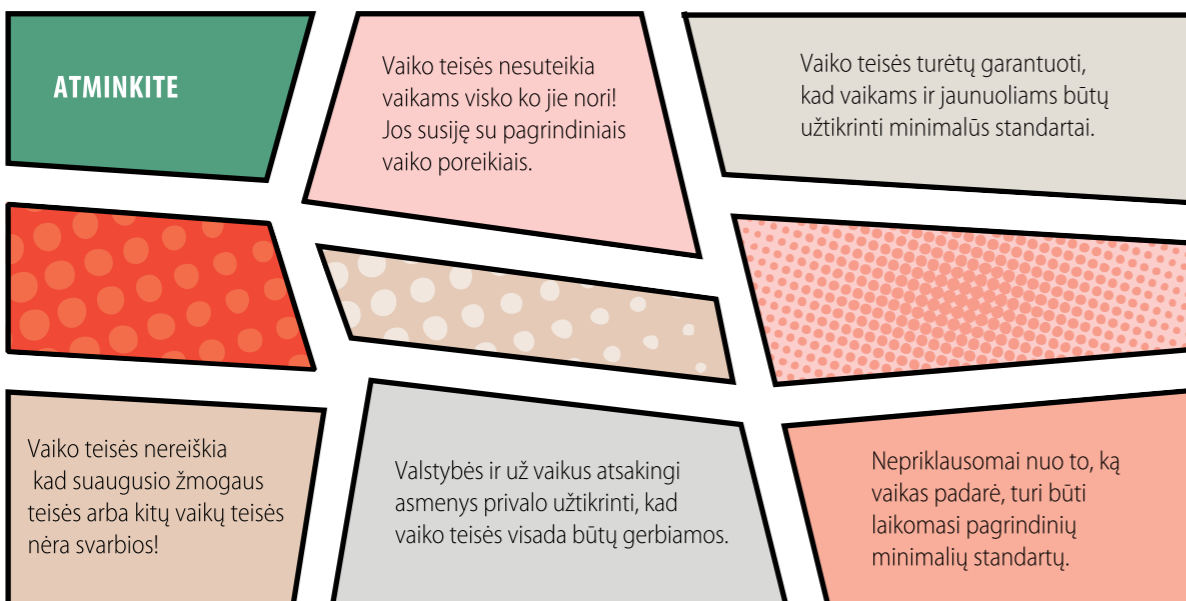 ATMINKITE
Vaiko teisės nesuteikia
vaikams visko ko jie nori!
Jos susiję su pagrindiniais
vaiko poreikiais.
Vaiko teisės turėtų garantuoti,
kad vaikams ir jaunuoliams būtų
užtikrinti minimalūs standartai.
Vaiko teisės nereiškia
kad suaugusio žmogaus
teisės arba kitų vaikų teisės
nėra svarbios!
Valstybės ir už vaikus atsakingi
asmenys privalo užtikrinti, kad
vaiko teisės visada būtų gerbiamos.
Nepriklausomai nuo to, ką
vaikas padarė, turi būti
laikomasi pagrindinių
minimalių standartų.